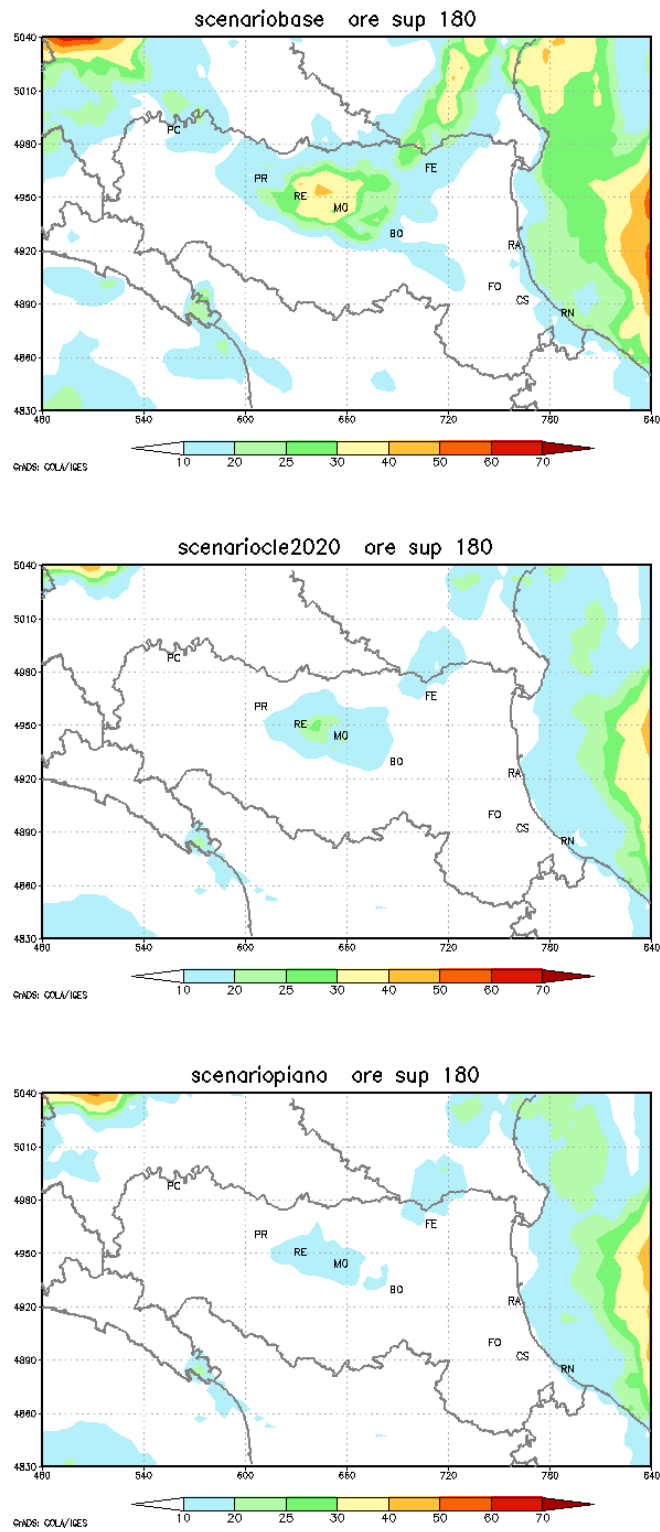 scenariobase ore sup 180
5040
5010
4980
4950
4920
4890
4860
4830
480 540 600 660 720 780 840
PC
PR
RE
MO
FE
BO
RA
FO
CS
RN
10 20 25 30 40 50 60 70
GrADS: COLA/IGES
scenariocle2020 ore sup 180
5040
5010
4980
4950
4920
4890
4860
4830
480 540 600 660 720 780 840
PC
PR
RE
MO
FE
BO
RA
FO
CS
RN
10 20 25 30 40 50 60 70
GrADS: COLA/IGES
scenariopiano ore sup 180
5040
5010
4980
4950
4920
4890
4860
4830
480 540 600 660 720 780 840
PC
PR
RE
MO
FE
BO
RA
FO
CS
RN
10 20 25 30 40 50 60 70
GrADS: COLA/IGES